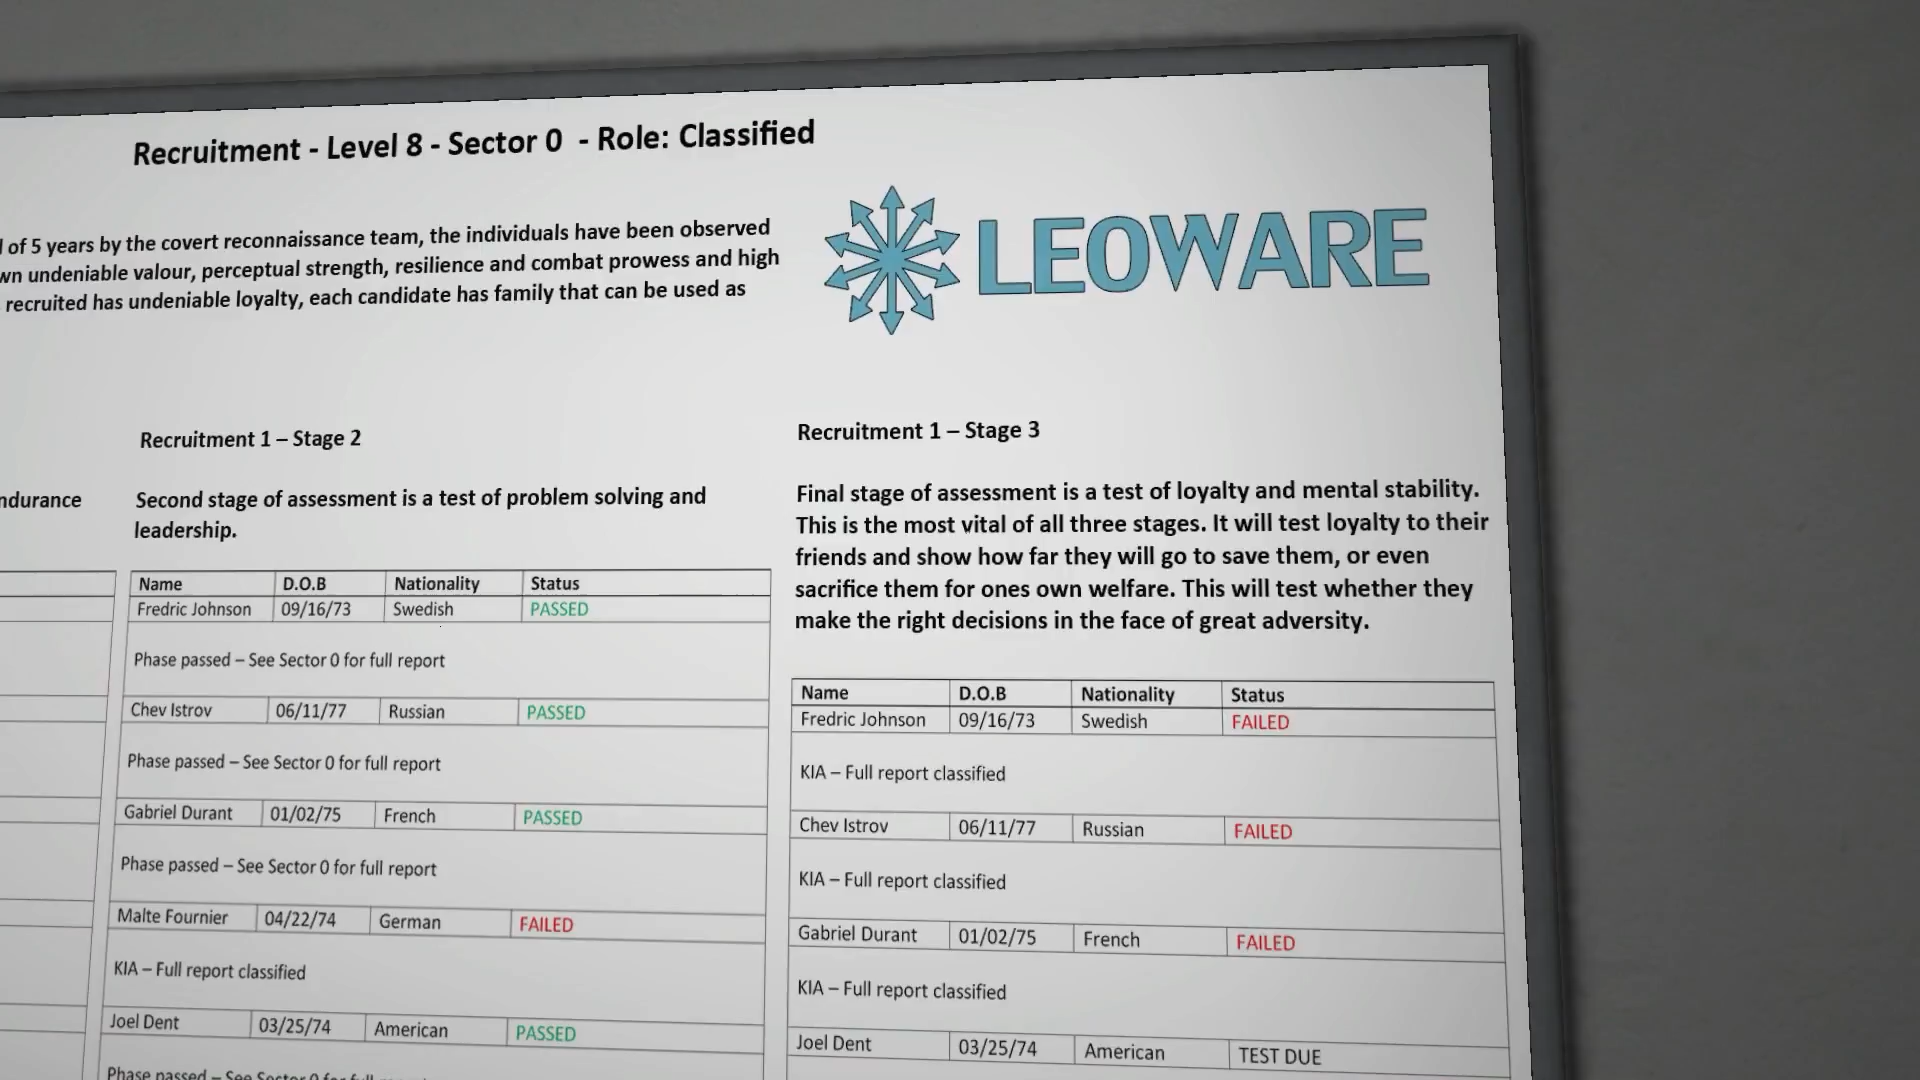 Recruitment - Level 8 - Sector 0 - Role: Classified
LEOWARE
of 5 years by the covert reconnaissance team, the individuals have been observed
undeniable valour, perceptual strength, resilience and combat prowess and high
recruited has undeniable loyalty, each candidate has family that can be used as
Recruitment 1 – Stage 2
Second stage of assessment is a test of problem solving and
leadership.
Name D.O.B Nationality Status
Fredric Johnson 09/16/73 Swedish PASSED
Phase passed – See Sector 0 for full report
Chev Istrov 06/11/77 Russian PASSED
Phase passed – See Sector 0 for full report
Gabriel Durant 01/02/75 French PASSED
Phase passed – See Sector 0 for full report
Malte Fournier 04/22/74 German FAILED
KIA – Full report classified
Joel Dent 03/25/74 American PASSED
Phase passed – See Sector 0 for
Recruitment 1 – Stage 3
Final stage of assessment is a test of loyalty and mental stability.
This is the most vital of all three stages. It will test loyalty to their
friends and show how far they will go to save them, or even
sacrifice them for ones own welfare. This will test whether they
make the right decisions in the face of great adversity.
Name D.O.B Nationality Status
Fredric Johnson 09/16/73 Swedish FAILED
KIA – Full report classified
Chev Istrov 06/11/77 Russian FAILED
KIA – Full report classified
Gabriel Durant 01/02/75 French FAILED
KIA – Full report classified
Joel Dent 03/25/74 American TEST DUE